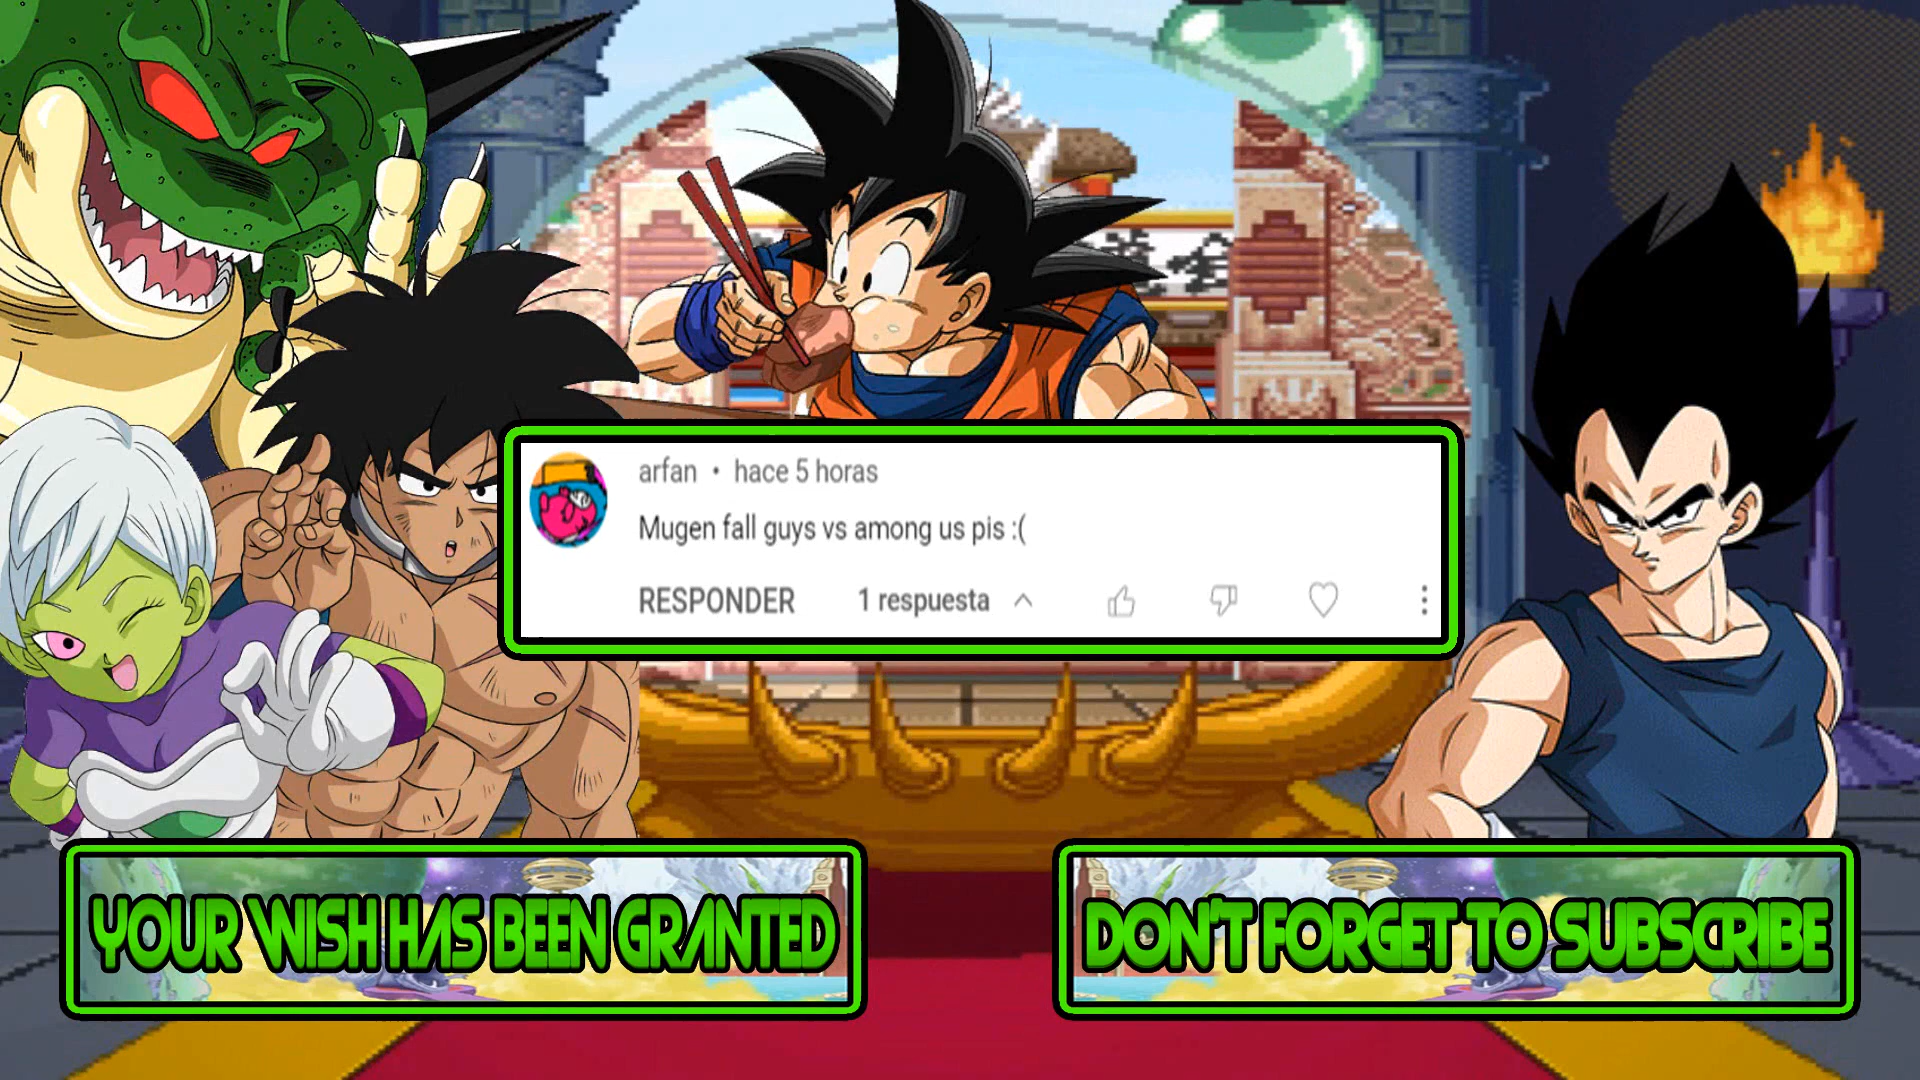 arfan • hace 5 horas
Mugen fall guys vs among us pis :(
RESPONDER 1 respuesta
YOUR WISH HAS BEEN GRANTED
DON'T FORGET TO SUBSCRIBE